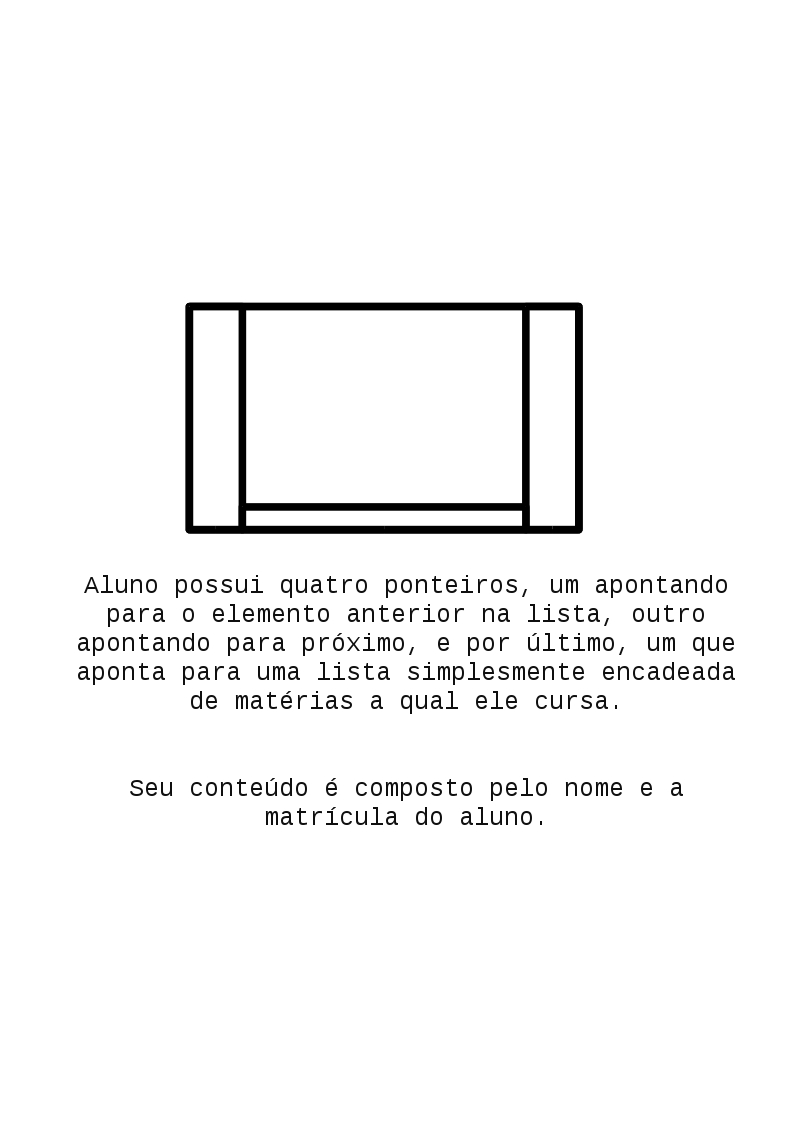 Aluno possui quatro ponteiros, um apontando
para o elemento anterior na lista, outro
apontando para próximo, e por último, um que
aponta para uma lista simplesmente encadeada
de matérias a qual ele cursa.
Seu conteúdo é composto pelo nome e a
matrícula do aluno.